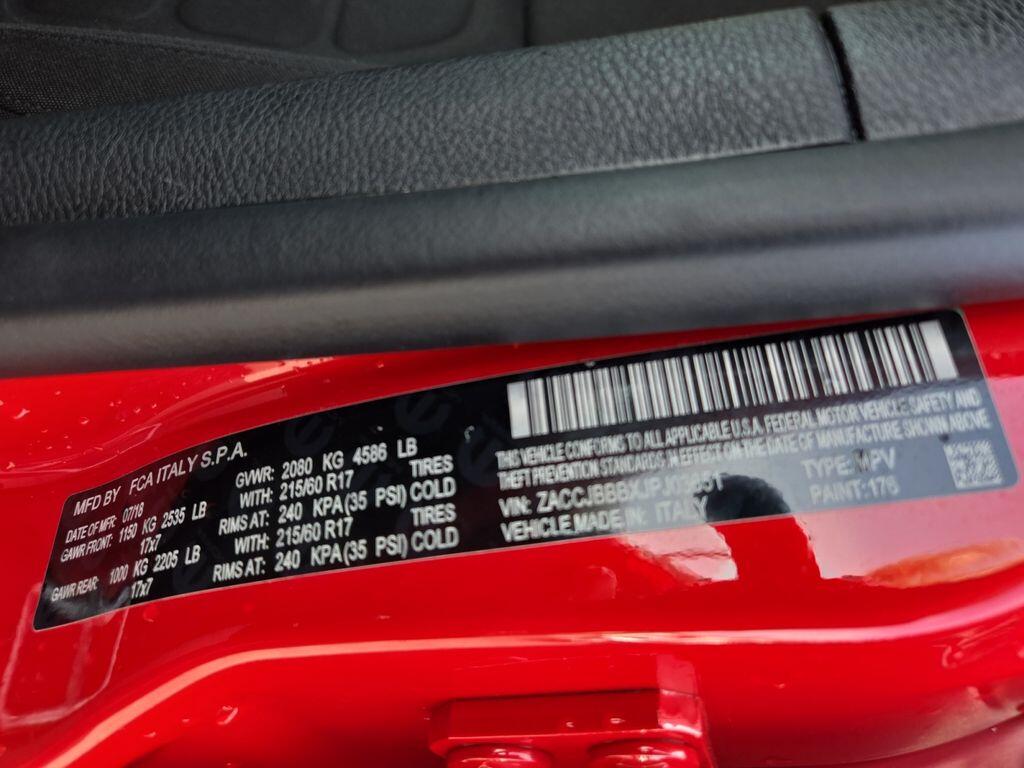 MFD BY FCA ITALY S.P.A.
DATE OF MFR: 07/18 GVWR: 2080 KG 4586 LB
GAWR FRONT: 1150 KG 2535 LB WITH: 215/60 R17 TIRES
17x7 RIMS AT: 240 KPA(35 PSI) COLD
GAWR REAR: 1000 KG 2205 LB WITH: 215/60 R17 TIRES
17x7 RIMS AT: 240 KPA(35 PSI) COLD
THIS VEHICLE CONFORMS TO ALL APPLICABLE U.S.A. FEDERAL MOTOR VEHICLE SAFETY AND
THEFT PREVENTION STANDARDS IN EFFECT ON THE DATE OF MANUFACTURE SHOWN ABOVE
VIN: TYPE: MPV
VEHICLE MADE IN: ITALY PAINT: 176